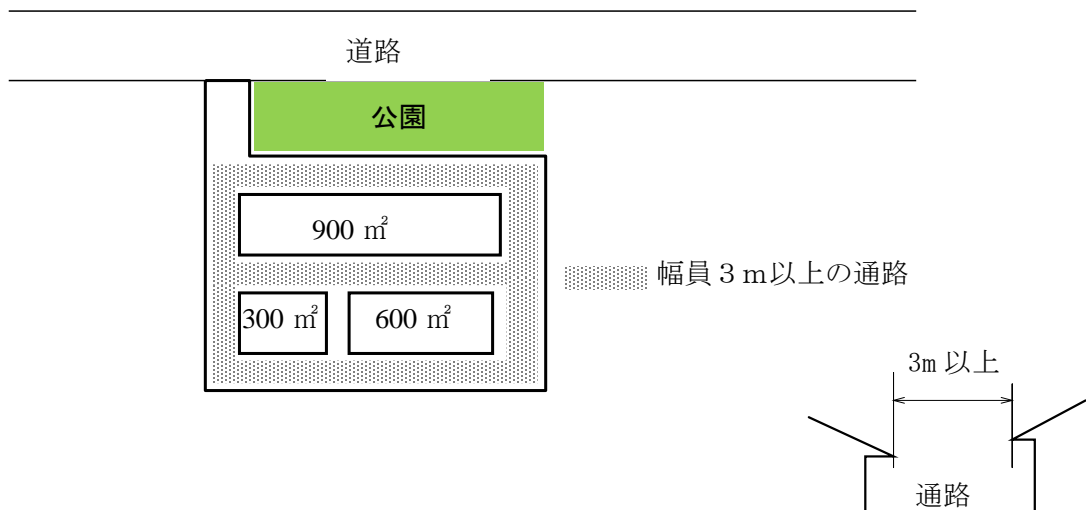 道路
公園
900 ㎡
幅員３ｍ以上の通路
300 ㎡
600 ㎡
3m 以上
通路